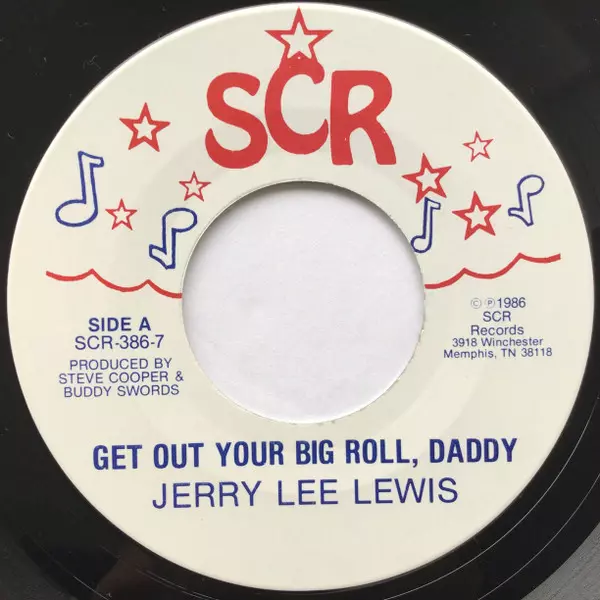 SCR
SIDE A
SCR-386-7
PRODUCED BY
STEVE COOPER &
BUDDY SWORDS
© ℗ 1986
SCR
Records
3918 Winchester
Memphis, TN 38118
GET OUT YOUR BIG ROLL, DADDY
JERRY LEE LEWIS